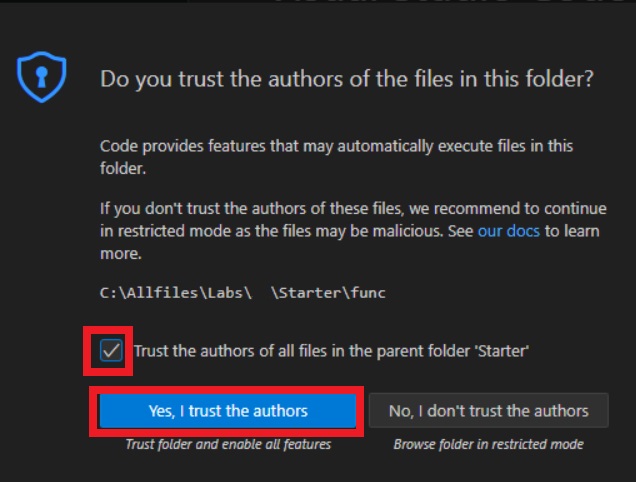 Do you trust the authors of the files in this folder?
Code provides features that may automatically execute files in this
folder.
If you don't trust the authors of these files, we recommend to continue
in restricted mode as the files may be malicious. See our docs to learn
more.
C:\Allfiles\Labs\  \Starter\func
Trust the authors of all files in the parent folder 'Starter'
Yes, I trust the authors
No, I don't trust the authors
Trust folder and enable all features
Browse folder in restricted mode